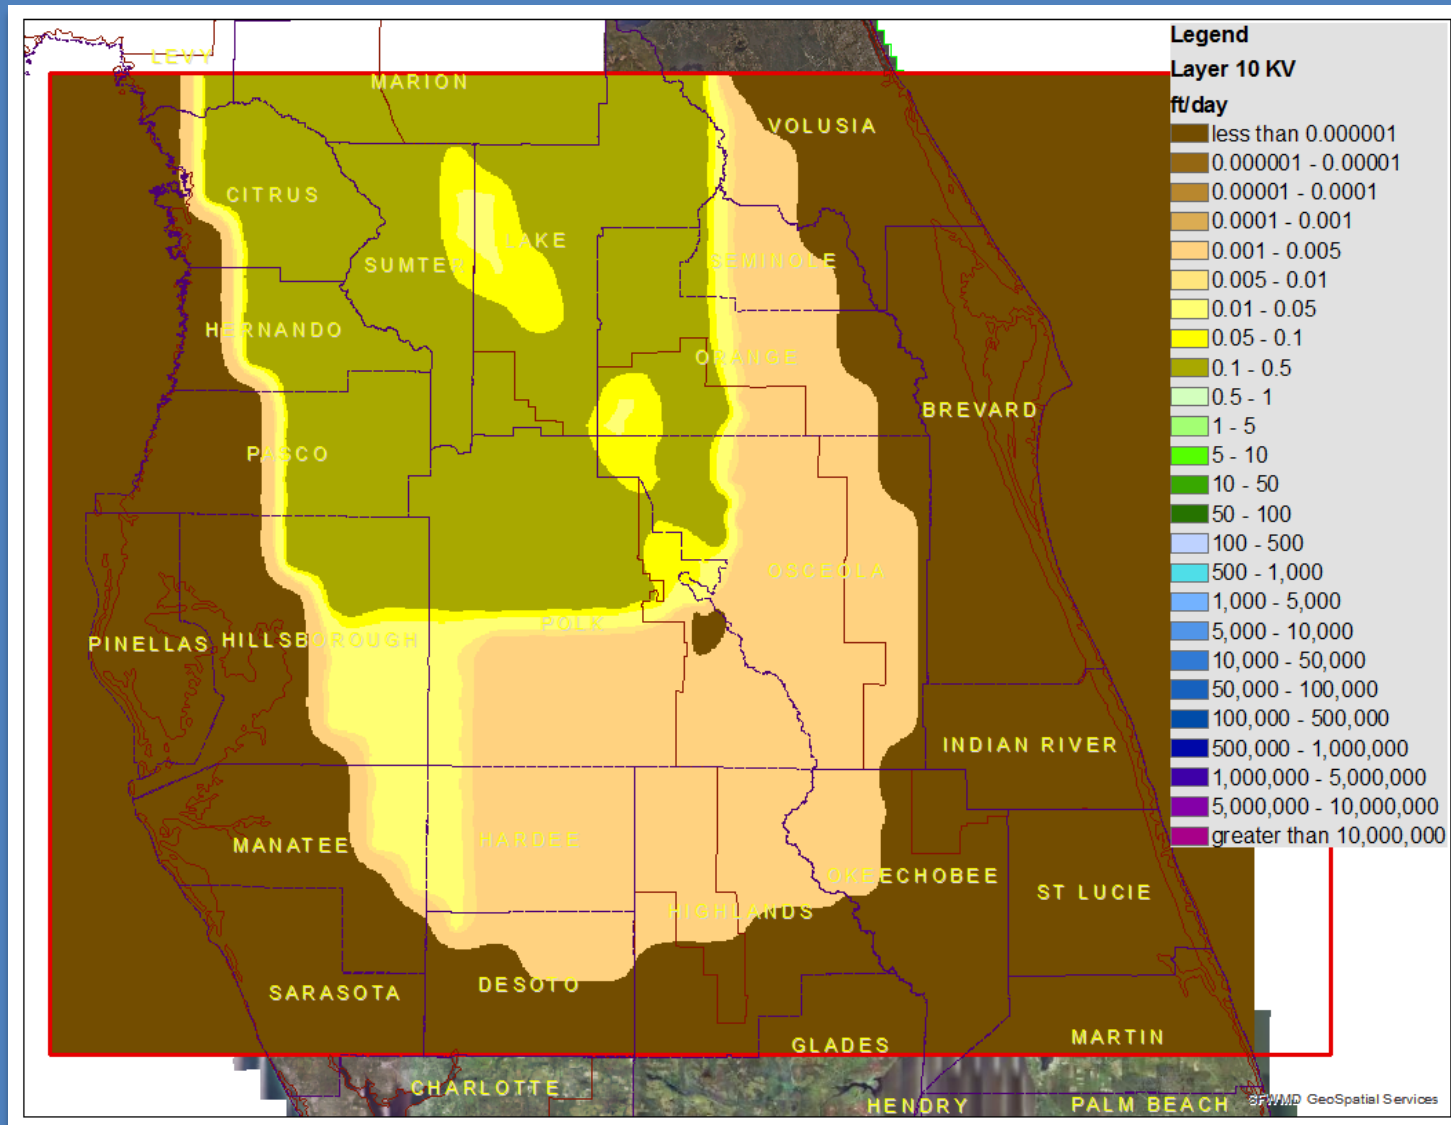 LEVY
MARION
VOLUSIA
CITRUS
LAKE
SUMTER
SEMINOLE
HERNANDO
ORANGE
BREVARD
PASCO
OSCEOLA
PINELLAS
HILLSBOROUGH
POLK
INDIAN RIVER
MANATEE
HARDEE
OKEECHOBEE
ST LUCIE
HIGHLANDS
SARASOTA
DESOTO
GLADES
MARTIN
CHARLOTTE
HENDRY
PALM BEACH
Legend
Layer 10 KV
ft/day
less than 0.000001
0.000001 - 0.00001
0.00001 - 0.0001
0.0001 - 0.001
0.001 - 0.005
0.005 - 0.01
0.01 - 0.05
0.05 - 0.1
0.1 - 0.5
0.5 - 1
1 - 5
5 - 10
10 - 50
50 - 100
100 - 500
500 - 1,000
1,000 - 5,000
5,000 - 10,000
10,000 - 50,000
50,000 - 100,000
100,000 - 500,000
500,000 - 1,000,000
1,000,000 - 5,000,000
5,000,000 - 10,000,000
greater than 10,000,000
SFWMD GeoSpatial Services